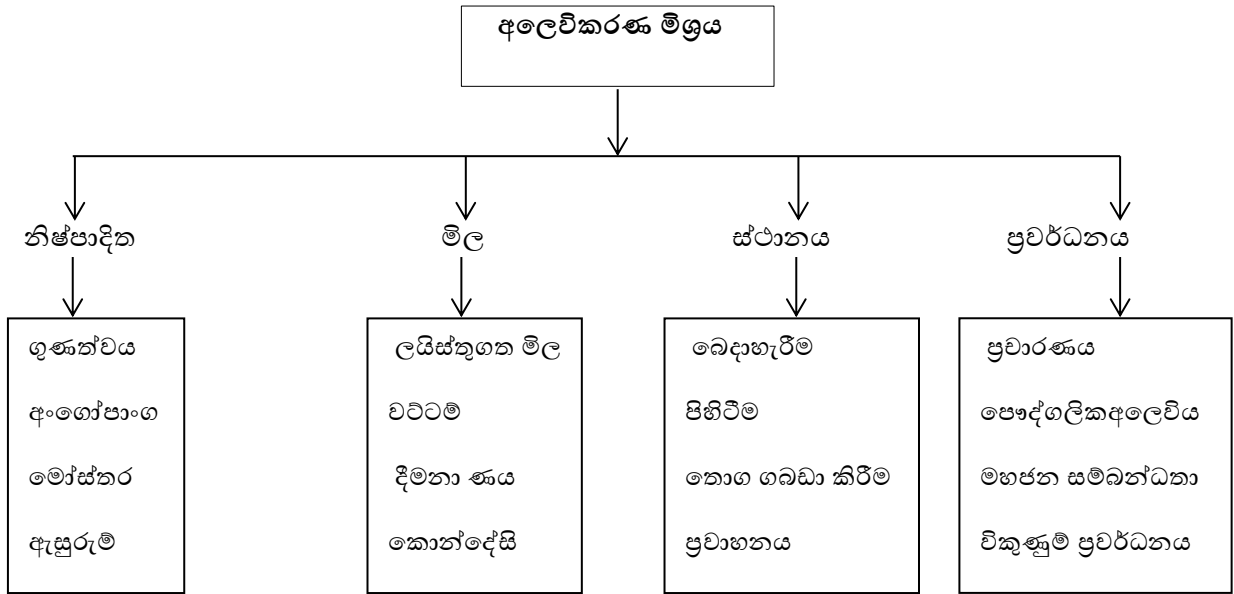 අලෙවිකරණ මිශ්‍රය
නිෂ්පාදිත
මිල
ස්ථානය
ප්‍රවර්ධනය
ගුණත්වය
අංගෝපාංග
මෝස්තර
ඇසුරුම්
ලයිස්තුගත මිල
වට්ටම්
දීමනා ණය
කොන්දේසි
බෙදාහැරීම
පිහිටීම
තොග ගබඩා කිරීම
ප්‍රවාහනය
ප්‍රචාරණය
පෞද්ගලිකඅලෙවිය
මහජන සම්බන්ධතා
විකුණුම් ප්‍රවර්ධනය